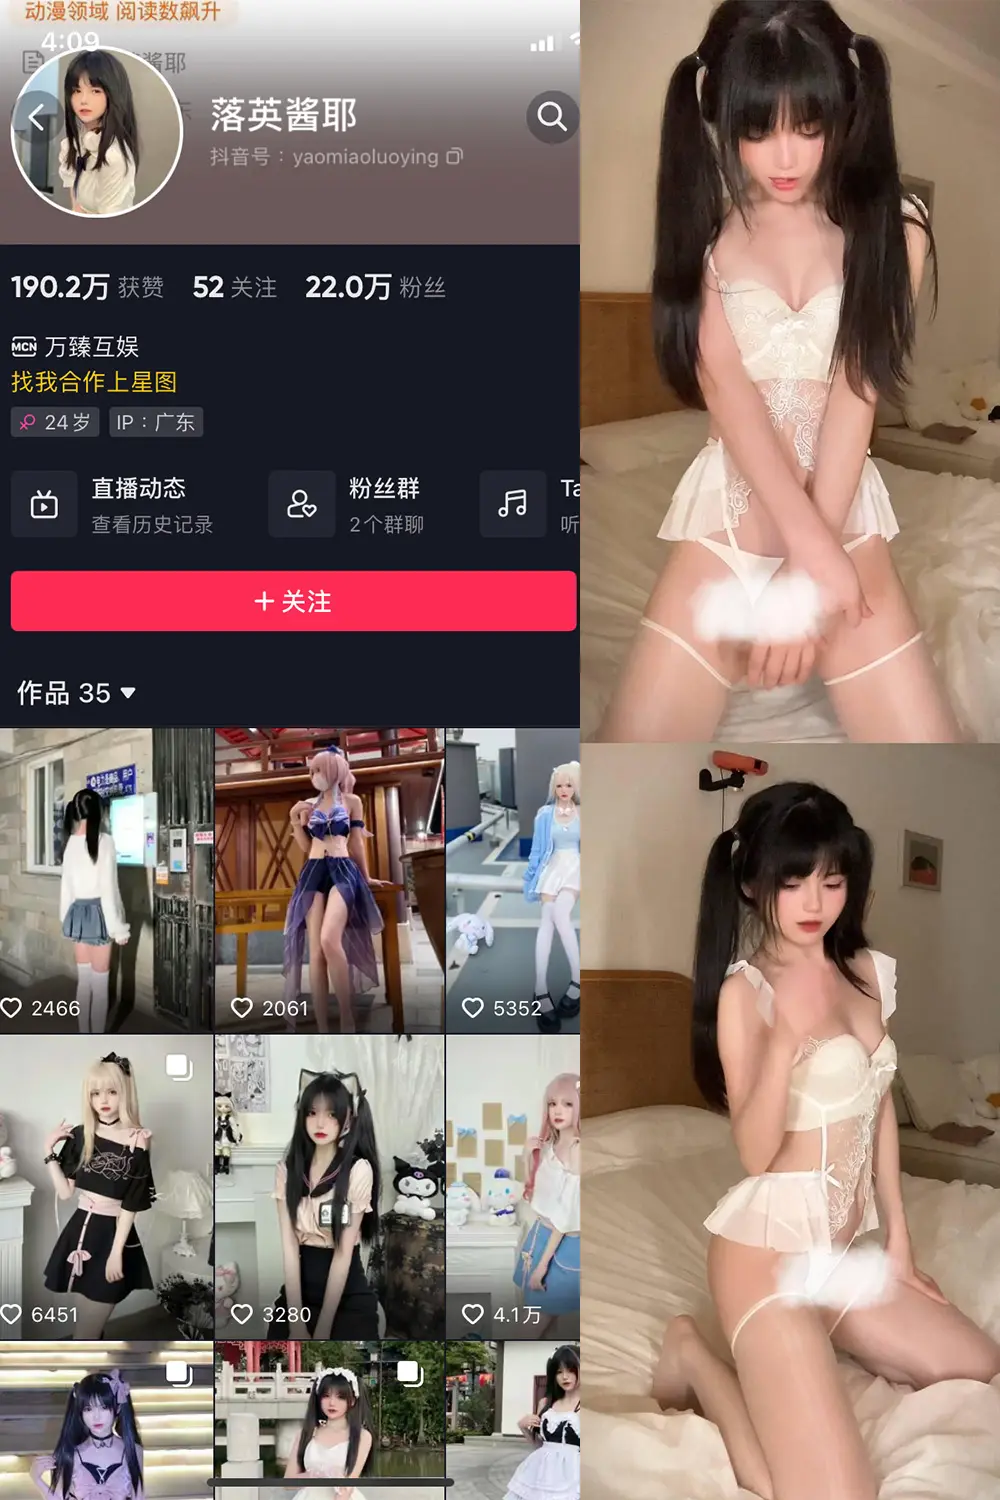 动漫领域 阅读数飙升
4:09
酱耶
落英酱耶
抖音号：yaomiaoluoying
190.2万 获赞 52 关注 22.0万 粉丝
MCN 万臻互娱
找我合作上星图
24岁 IP：广东
直播动态 粉丝群
查看历史记录 2个群聊 听
+ 关注
作品 35
2466 2061 5352
6451 3280 4.1万